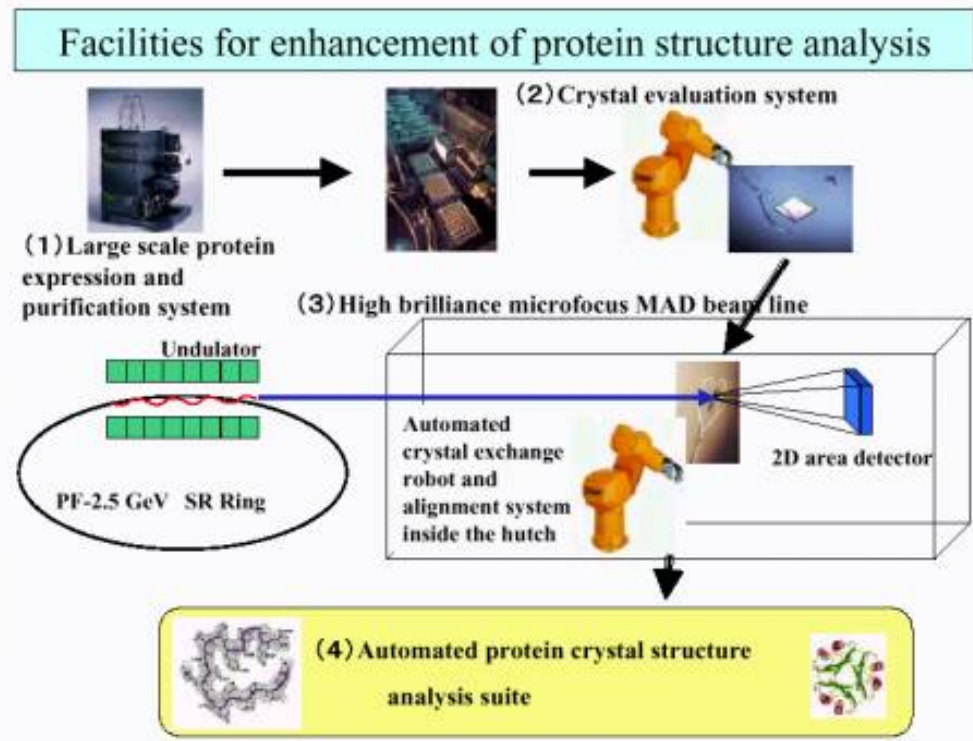 Facilities for enhancement of protein structure analysis
(2)Crystal evaluation system
(1)Large scale protein
expression and
purification system
(3)High brilliance microfocus MAD beam line
Undulator
Automated
crystal exchange
robot and
alignment system
inside the hutch
2D area detector
PF-2.5 GeV SR Ring
(4)Automated protein crystal structure
analysis suite